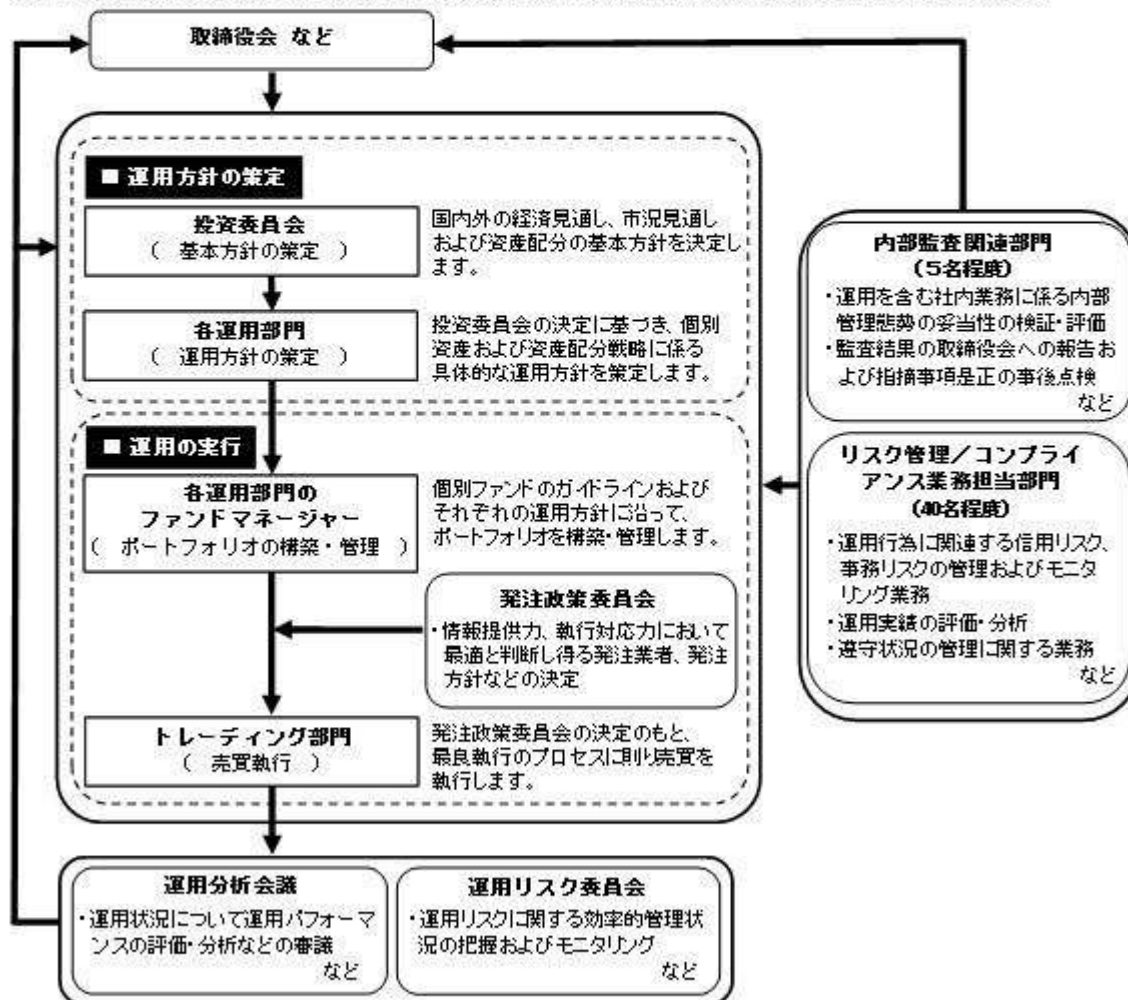 取締役会 など
■ 運用方針の策定
投資委員会
( 基本方針の策定 )
国内外の経済見通し、市況見通し
および資産配分の基本方針を決定し
ます。
各運用部門
( 運用方針の策定 )
投資委員会の決定に基づき、個別
資産および資産配分戦略に係る
具体的な運用方針を策定します。
■ 運用の実行
各運用部門の
ファンドマネージャー
( ポートフォリオの構築・管理 )
個別ファンドのガイドラインおよび
それぞれの運用方針に沿って、
ポートフォリオを構築・管理します。
発注政策委員会
・情報提供力、執行対応力において
最適と判断し得る発注業者、発注
方針などの決定
トレーディング部門
( 売買執行 )
発注政策委員会の決定のもと、
最良執行のプロセスに則り売買を
執行します。
内部監査関連部門
(5名程度)
・運用を含む社内業務に係る内部
管理態勢の妥当性の検証・評価
・監査結果の取締役会への報告お
よび指摘事項是正の事後点検
など
リスク管理/コンプライ
アンス業務担当部門
(40名程度)
・運用行為に関連する信用リスク、
事務リスクの管理およびモニタ
リング業務
・運用実績の評価・分析
・遵守状況の管理に関する業務
など
運用分析会議
・運用状況について運用パフォーマ
ンスの評価・分析などの審議
など
運用リスク委員会
・運用リスクに関する効率的管理状
況の把握およびモニタリング
など